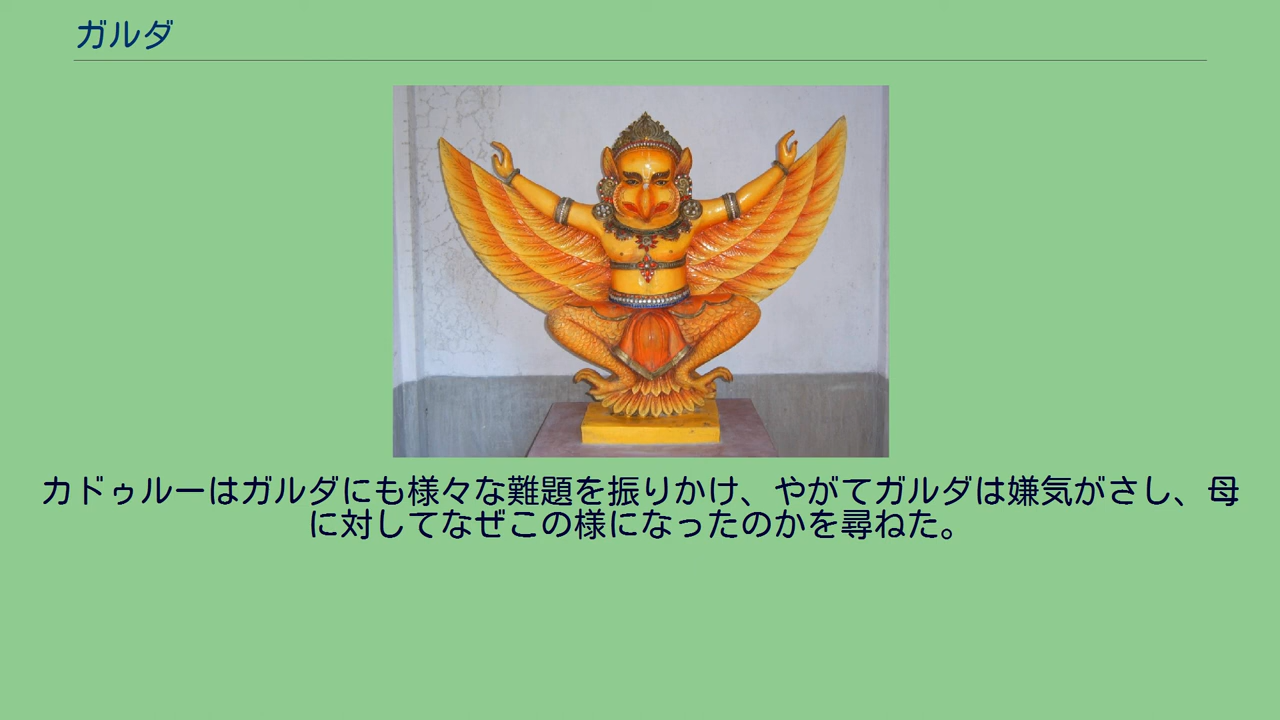 ガルダ
カドゥルーはガルダにも様々な難題を振りかけ、やがてガルダは嫌気がさし、母
に対してなぜこの様になったのかを尋ねた。